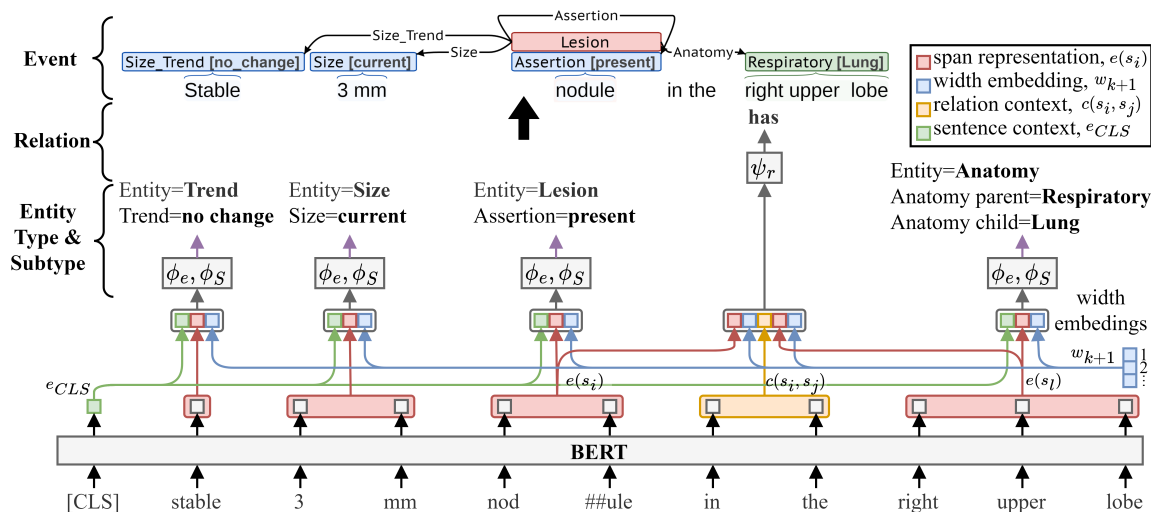 Event
Assertion
Size_Trend
Size
Anatomy
Lesion
Size_Trend [no_change]
Size [current]
Assertion [present]
Respiratory [Lung]
Stable 3 mm nodule in the right upper lobe
span representation, e(s_i)
width embedding, w_{k+1}
relation context, c(s_i, s_j)
sentence context, e_{CLS}
Relation
has
ψ_r
Entity Type & Subtype
Entity=Trend
Trend=no change
Entity=Size
Size=current
Entity=Lesion
Assertion=present
Entity=Anatomy
Anatomy parent=Respiratory
Anatomy child=Lung
ϕ_e, ϕ_S
ϕ_e, ϕ_S
ϕ_e, ϕ_S
ϕ_e, ϕ_S
width
embedings
w_{k+1}
1
2
⋮
e_{CLS}
e(s_i)
c(s_i, s_j)
e(s_l)
BERT
[CLS] stable 3 mm nod ##ule in the right upper lobe